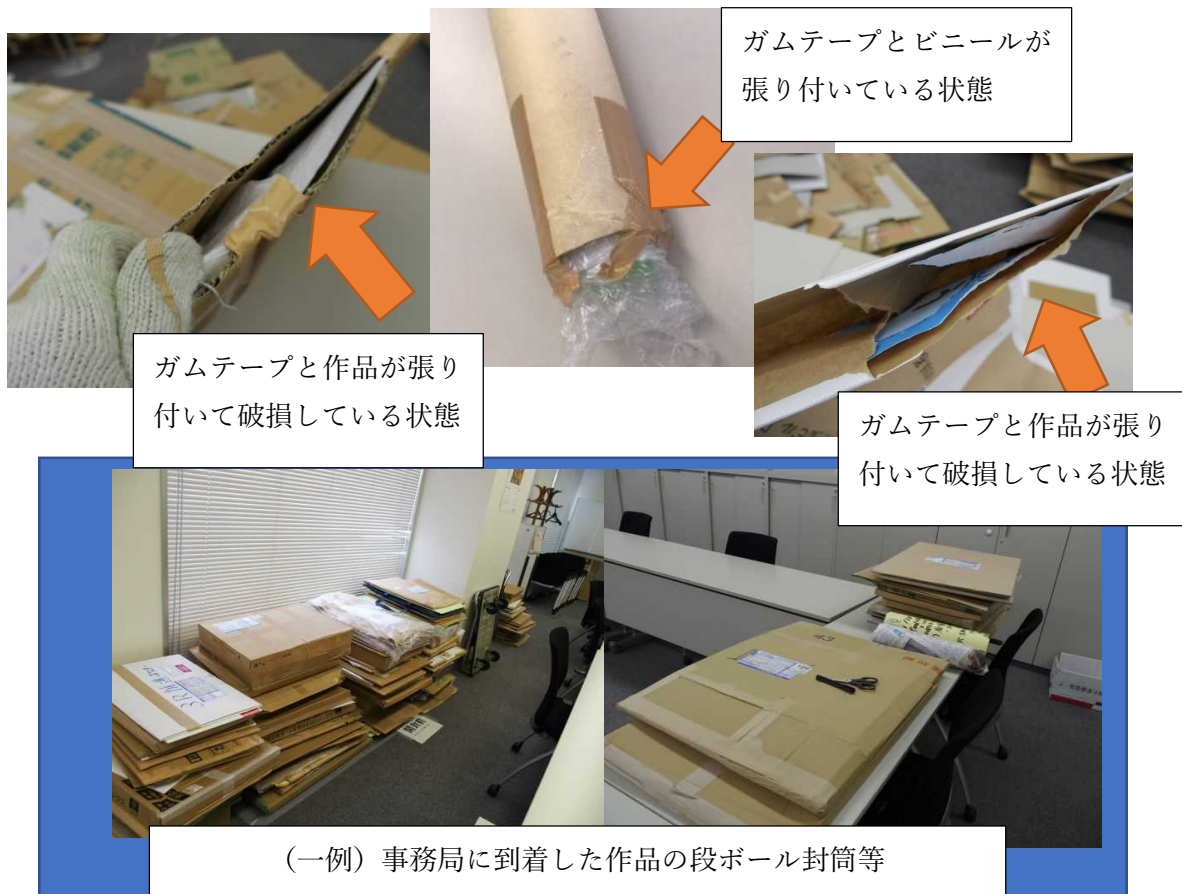 ガムテープとビニールが
張り付いている状態
ガムテープと作品が張り
付いて破損している状態
ガムテープと作品が張り
付いて破損している状態
43
開封前
（一例）事務局に到着した作品の段ボール封筒等